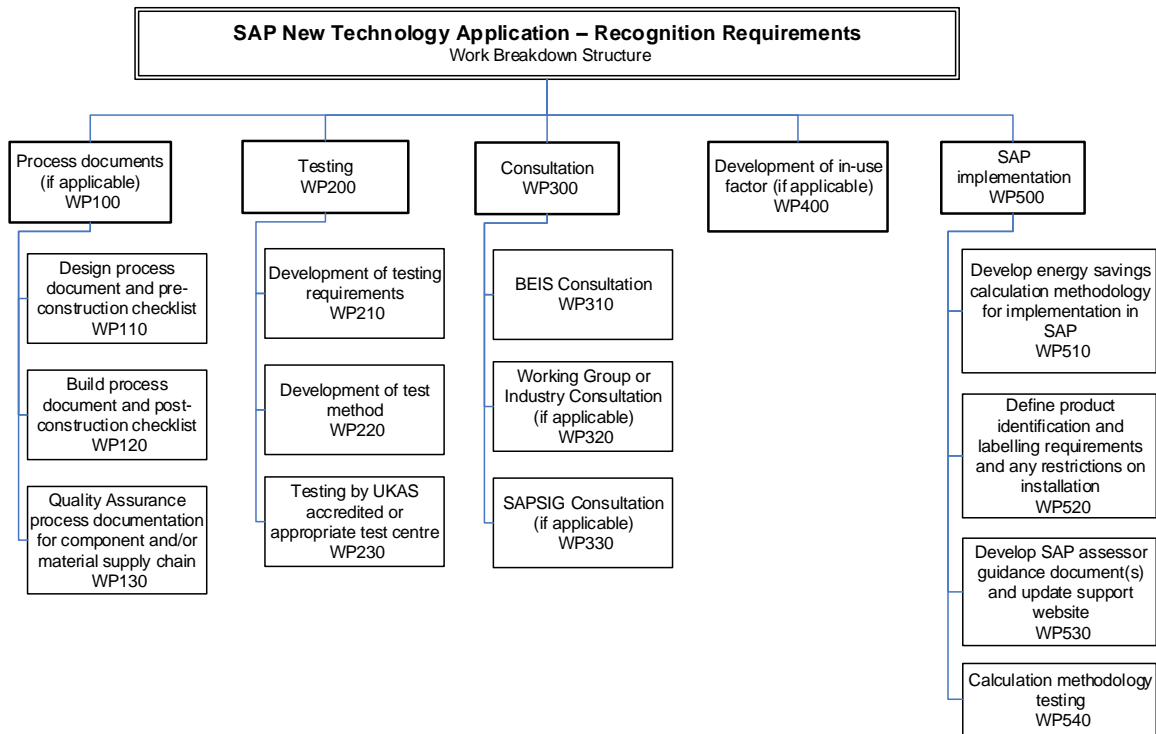 SAP New Technology Application – Recognition Requirements
Work Breakdown Structure
Process documents
(if applicable)
WP100
Testing
WP200
Consultation
WP300
Development of in-use
factor (if applicable)
WP400
SAP
implementation
WP500
Design process
document and pre-
construction checklist
WP110
Build process
document and post-
construction checklist
WP120
Quality Assurance
process documentation
for component and/or
material supply chain
WP130
Development of testing
requirements
WP210
Development of test
method
WP220
Testing by UKAS
accredited or
appropriate test centre
WP230
BEIS Consultation
WP310
Working Group or
Industry Consultation
(if applicable)
WP320
SAPSIG Consultation
(if applicable)
WP330
Develop energy savings
calculation methodology
for implementation in
SAP
WP510
Define product
identification and
labelling requirements
and any restrictions on
installation
WP520
Develop SAP assessor
guidance document(s)
and update support
website
WP530
Calculation methodology
testing
WP540